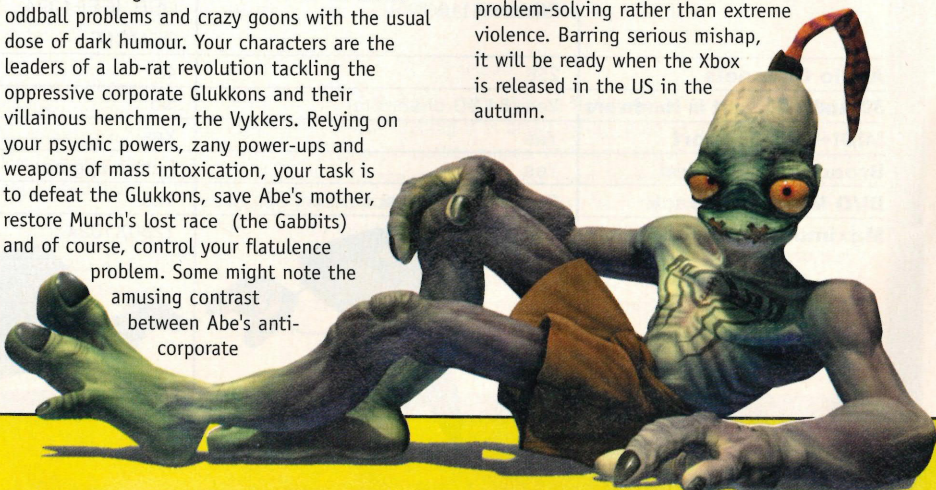 oddball problems and crazy goons with the usual
dose of dark humour. Your characters are the
leaders of a lab-rat revolution tackling the
oppressive corporate Glukkons and their
villainous henchmen, the Vykkers. Relying on
your psychic powers, zany power-ups and
weapons of mass intoxication, your task is
to defeat the Glukkons, save Abe's mother,
restore Munch's lost race (the Gabbits)
and of course, control your flatulence
problem. Some might note the
amusing contrast
between Abe's anti-
corporate
problem-solving rather than extreme
violence. Barring serious mishap,
it will be ready when the Xbox
is released in the US in the
autumn.